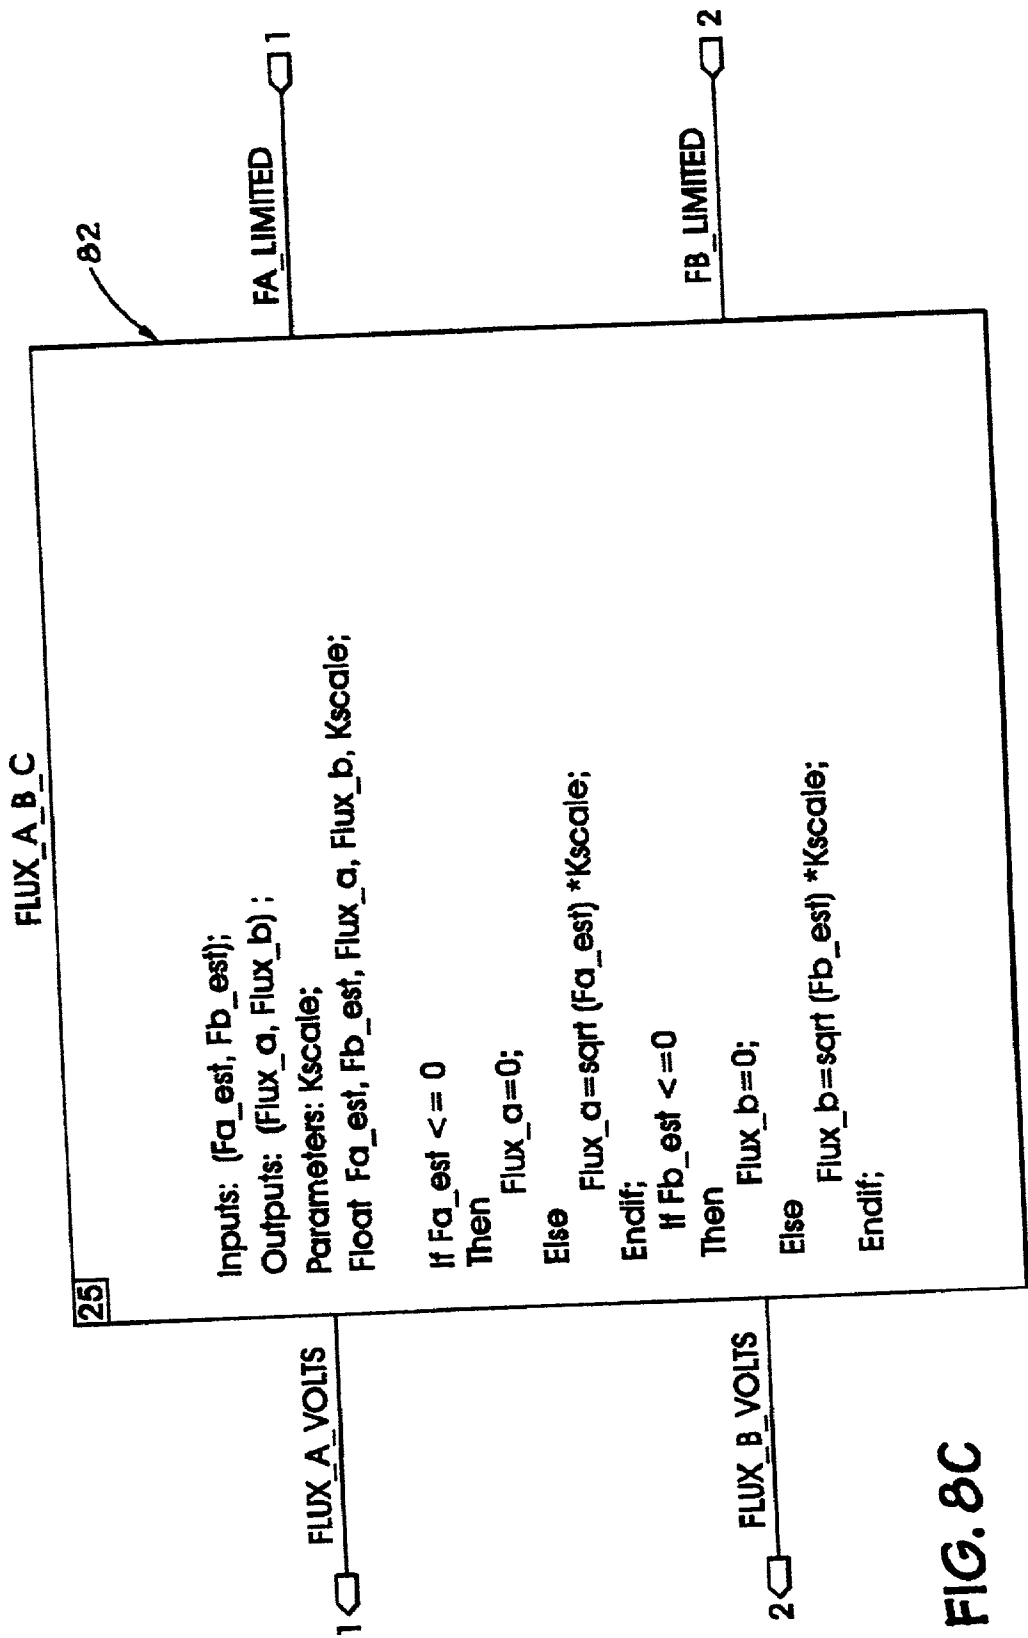 FLUX_A_B_C
82
25
FLUX_A_VOLTS
1
FLUX_B_VOLTS
2
FA_LIMITED
1
FB_LIMITED
2
Inputs: (Fa_est, Fb_est);
Outputs: (Flux_a, Flux_b) ;
Parameters: Kscale;
Float Fa_est, Fb_est, Flux_a, Flux_b, Kscale;
If Fa_est <= 0
Then
Flux_a=0;
Else
Flux_a=sqrt (Fa_est) *Kscale;
Endif;
If Fb_est <=0
Then
Flux_b=0;
Else
Flux_b=sqrt (Fb_est) *Kscale;
Endif;
FIG. 8C